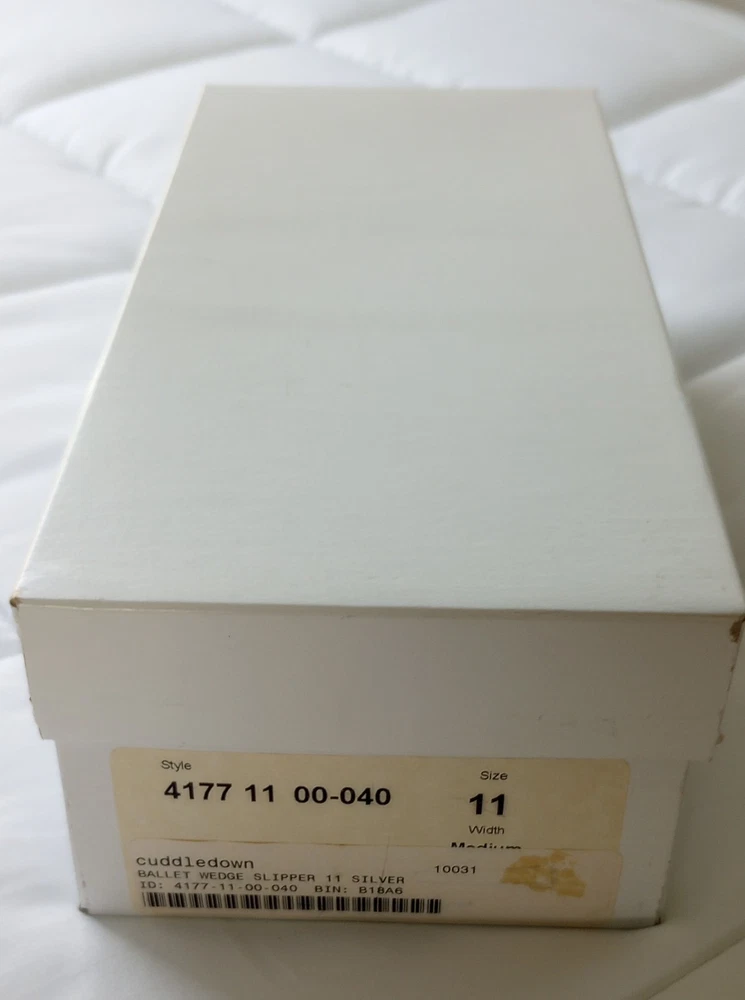 Style
4177 11 00-040
Size
11
Width
Medium
cuddledown
10031
BALLET WEDGE SLIPPER 11 SILVER
ID: 4177-11-00-040 BIN: B18A6